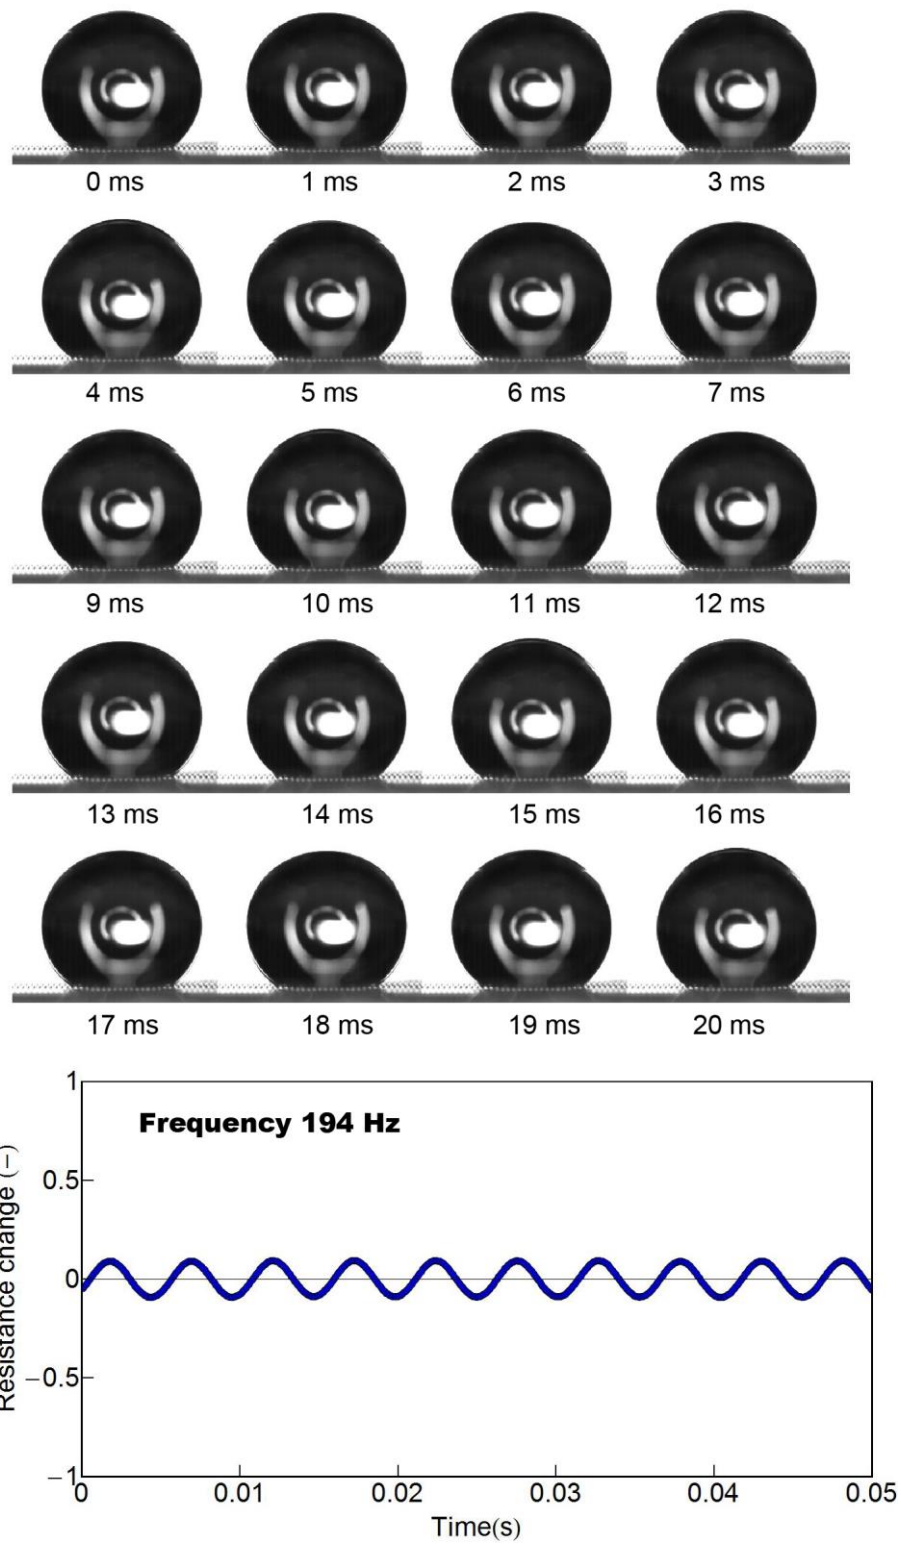 0 ms 1 ms 2 ms 3 ms
4 ms 5 ms 6 ms 7 ms
9 ms 10 ms 11 ms 12 ms
13 ms 14 ms 15 ms 16 ms
17 ms 18 ms 19 ms 20 ms
Frequency 194 Hz
Resistance change (−)
1
0.5
0
−0.5
−1
0 0.01 0.02 0.03 0.04 0.05
Time(s)